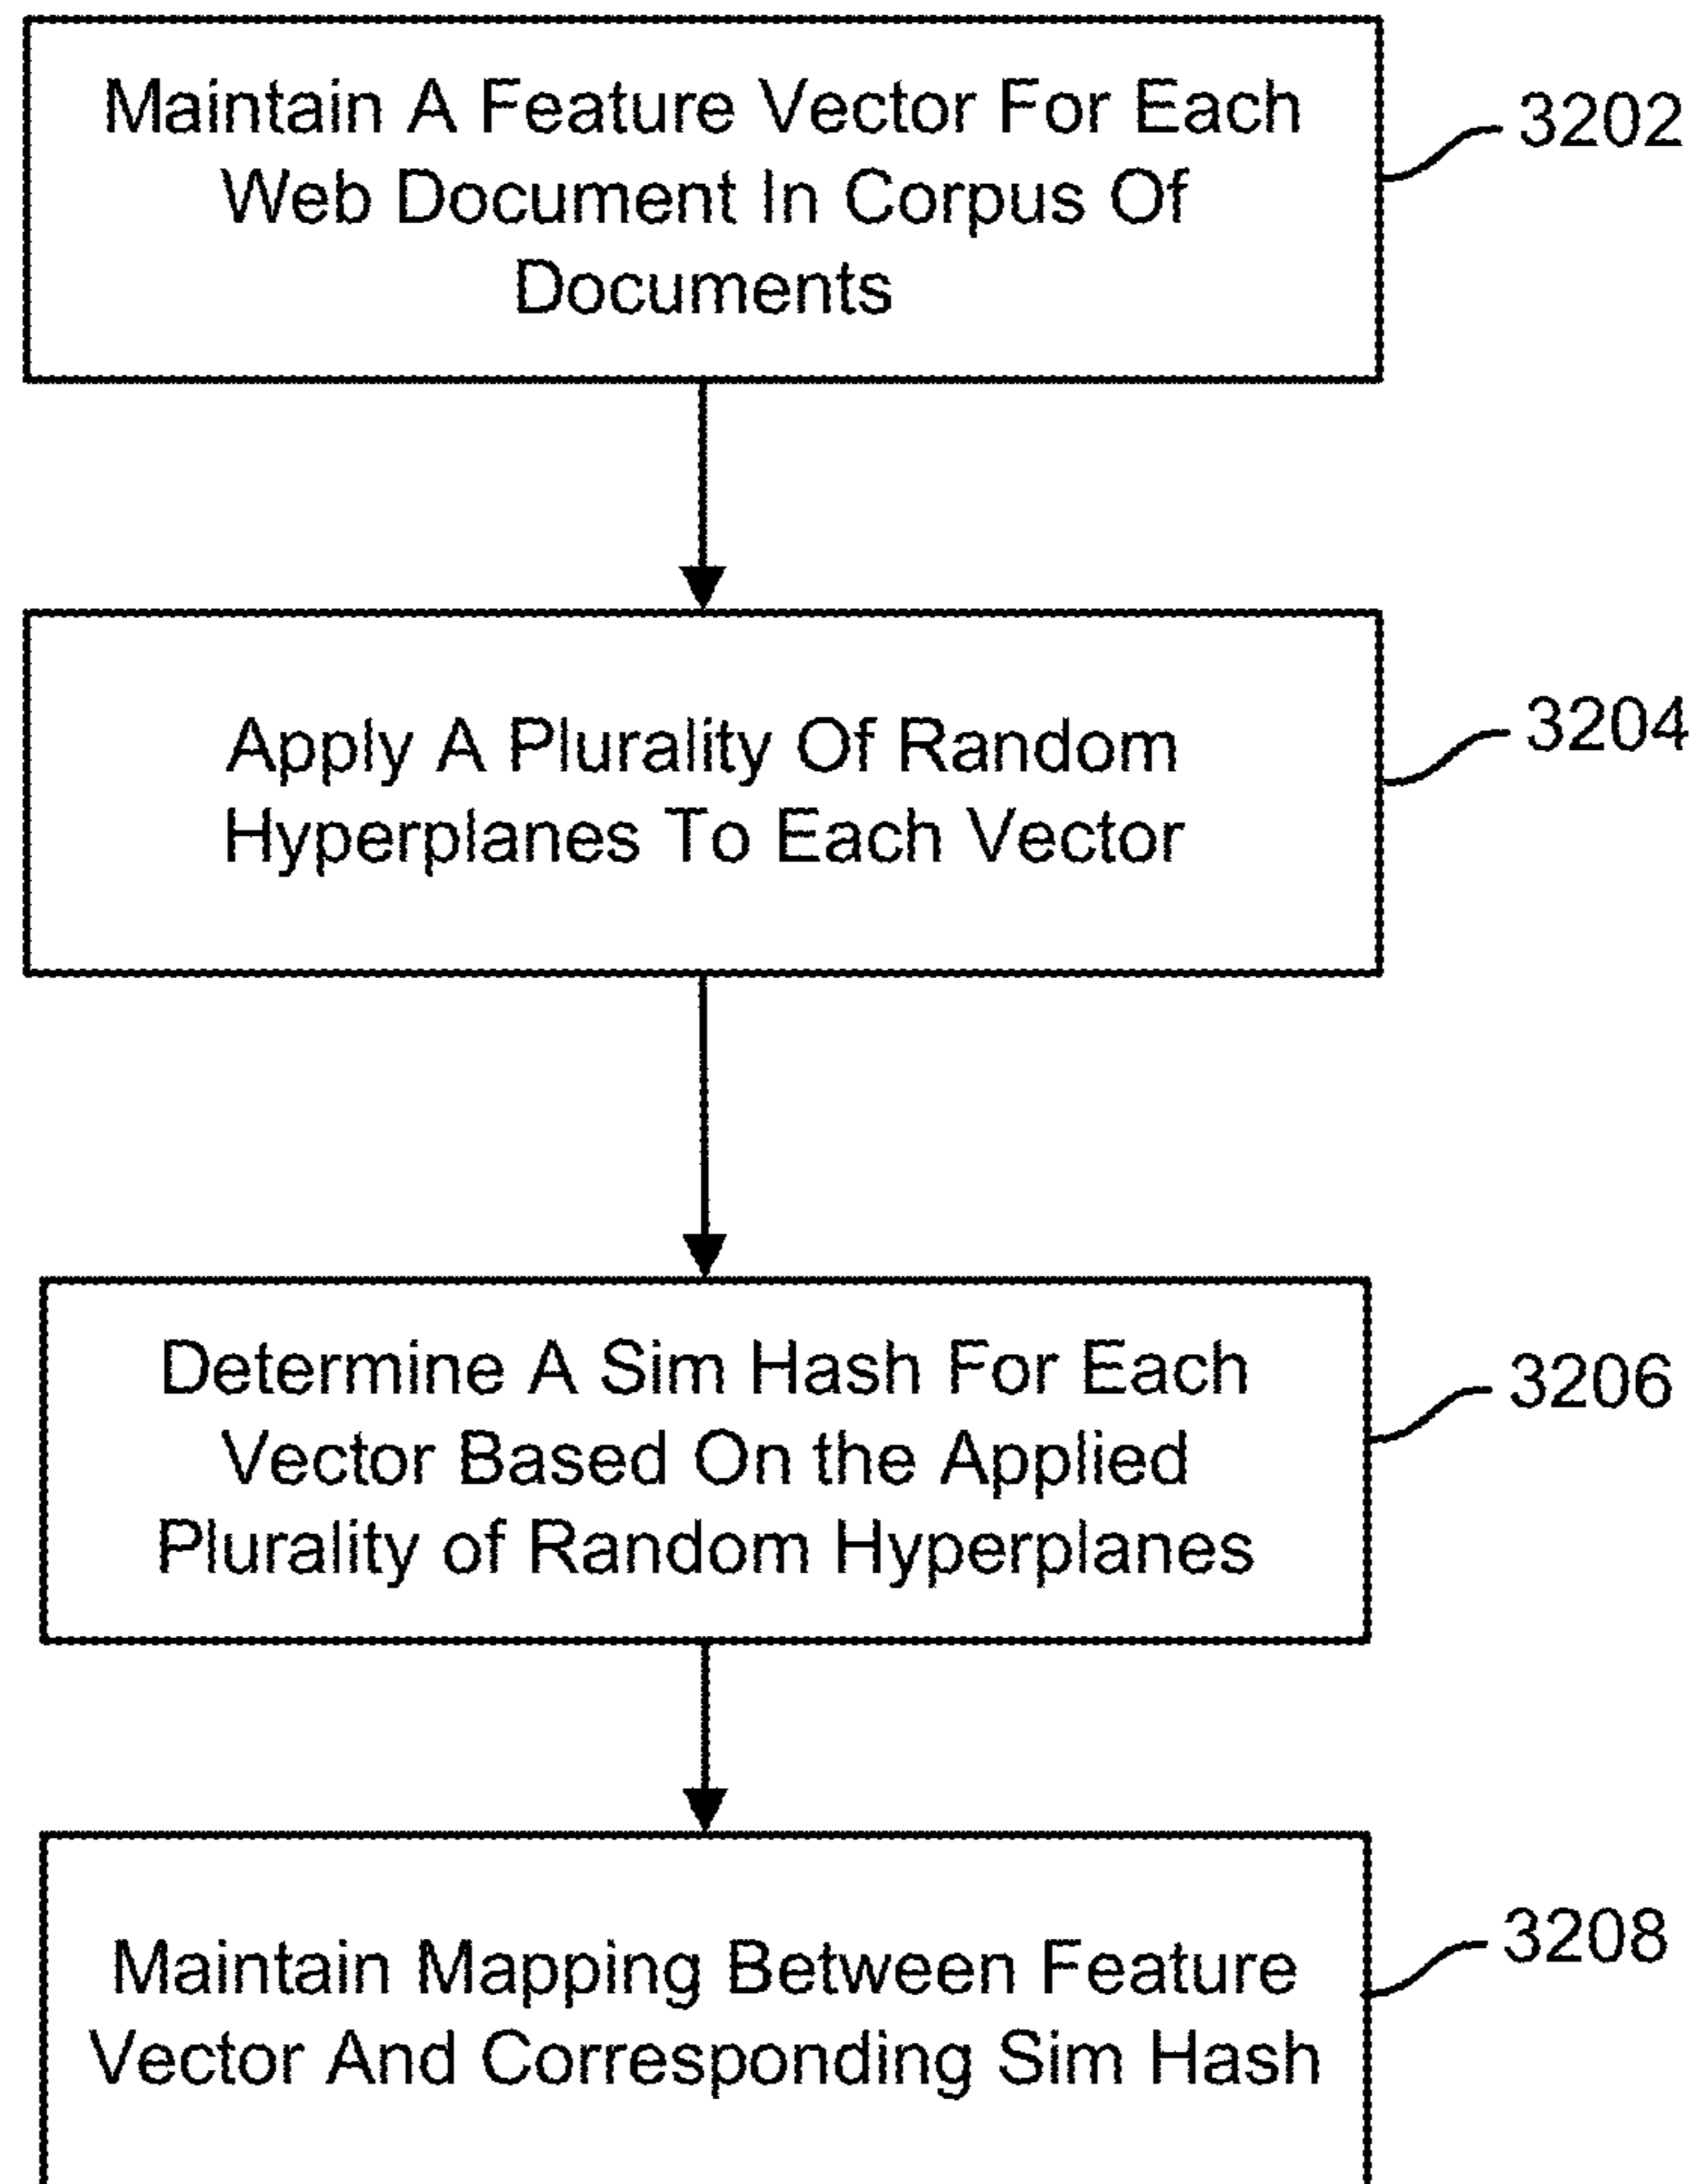 Maintain A Feature Vector For Each
Web Document In Corpus Of
Documents
3202
Apply A Plurality Of Random
Hyperplanes To Each Vector
3204
Determine A Sim Hash For Each
Vector Based On the Applied
Plurality of Random Hyperplanes
3206
Maintain Mapping Between Feature
Vector And Corresponding Sim Hash
3208